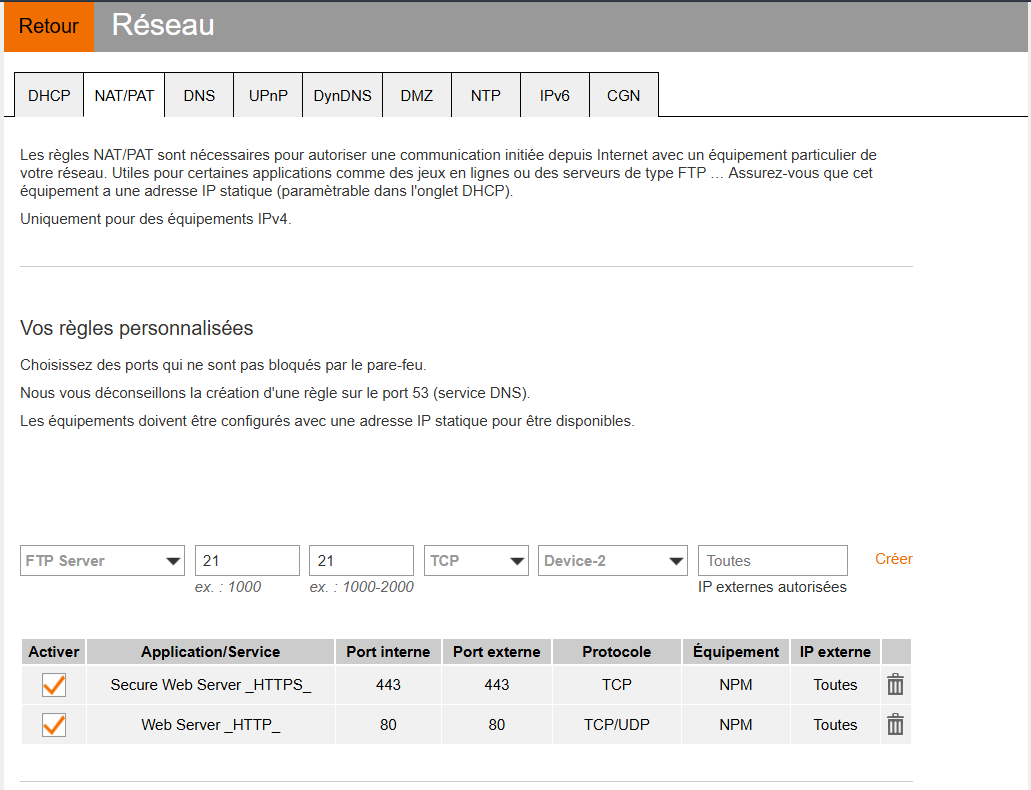 Retour Réseau
DHCP NAT/PAT DNS UPnP DynDNS DMZ NTP IPv6 CGN
Les règles NAT/PAT sont nécessaires pour autoriser une communication initiée depuis Internet avec un équipement particulier de
votre réseau. Utiles pour certaines applications comme des jeux en lignes ou des serveurs de type FTP … Assurez-vous que cet
équipement a une adresse IP statique (paramètrable dans l'onglet DHCP).
Uniquement pour des équipements IPv4.
Vos règles personnalisées
Choisissez des ports qui ne sont pas bloqués par le pare-feu.
Nous vous déconseillons la création d'une règle sur le port 53 (service DNS).
Les équipements doivent être configurés avec une adresse IP statique pour être disponibles.
FTP Server 21 21 TCP Device-2 Toutes Créer
ex. : 1000 ex. : 1000-2000 IP externes autorisées
Activer Application/Service Port interne Port externe Protocole Équipement IP externe
Secure Web Server _HTTPS_ 443 443 TCP NPM Toutes
Web Server _HTTP_ 80 80 TCP/UDP NPM Toutes